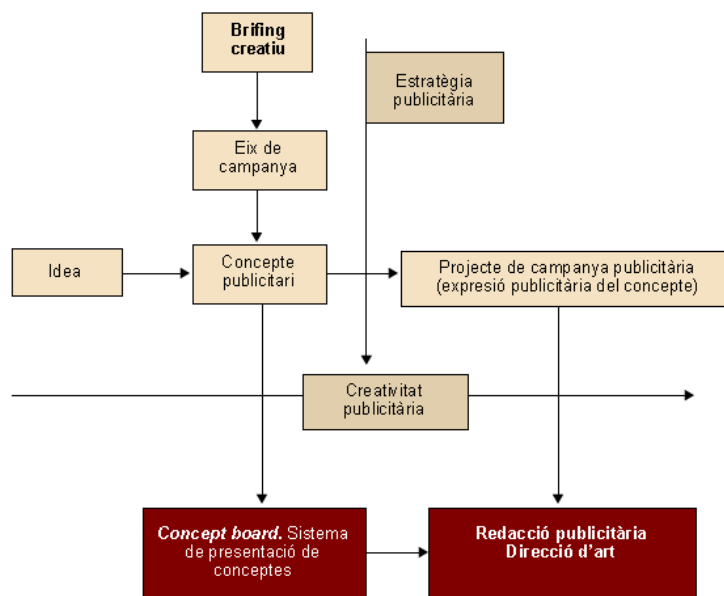 Brifing
creatiu
Estratègia
publicitària
Eix de
campanya
Idea
Concepte
publicitari
Projecte de campanya publicitària
(expresió publicitària del concepte)
Creativitat
publicitària
Concept board. Sistema
de presentació de
conceptes
Redacció publicitària
Direcció d'art